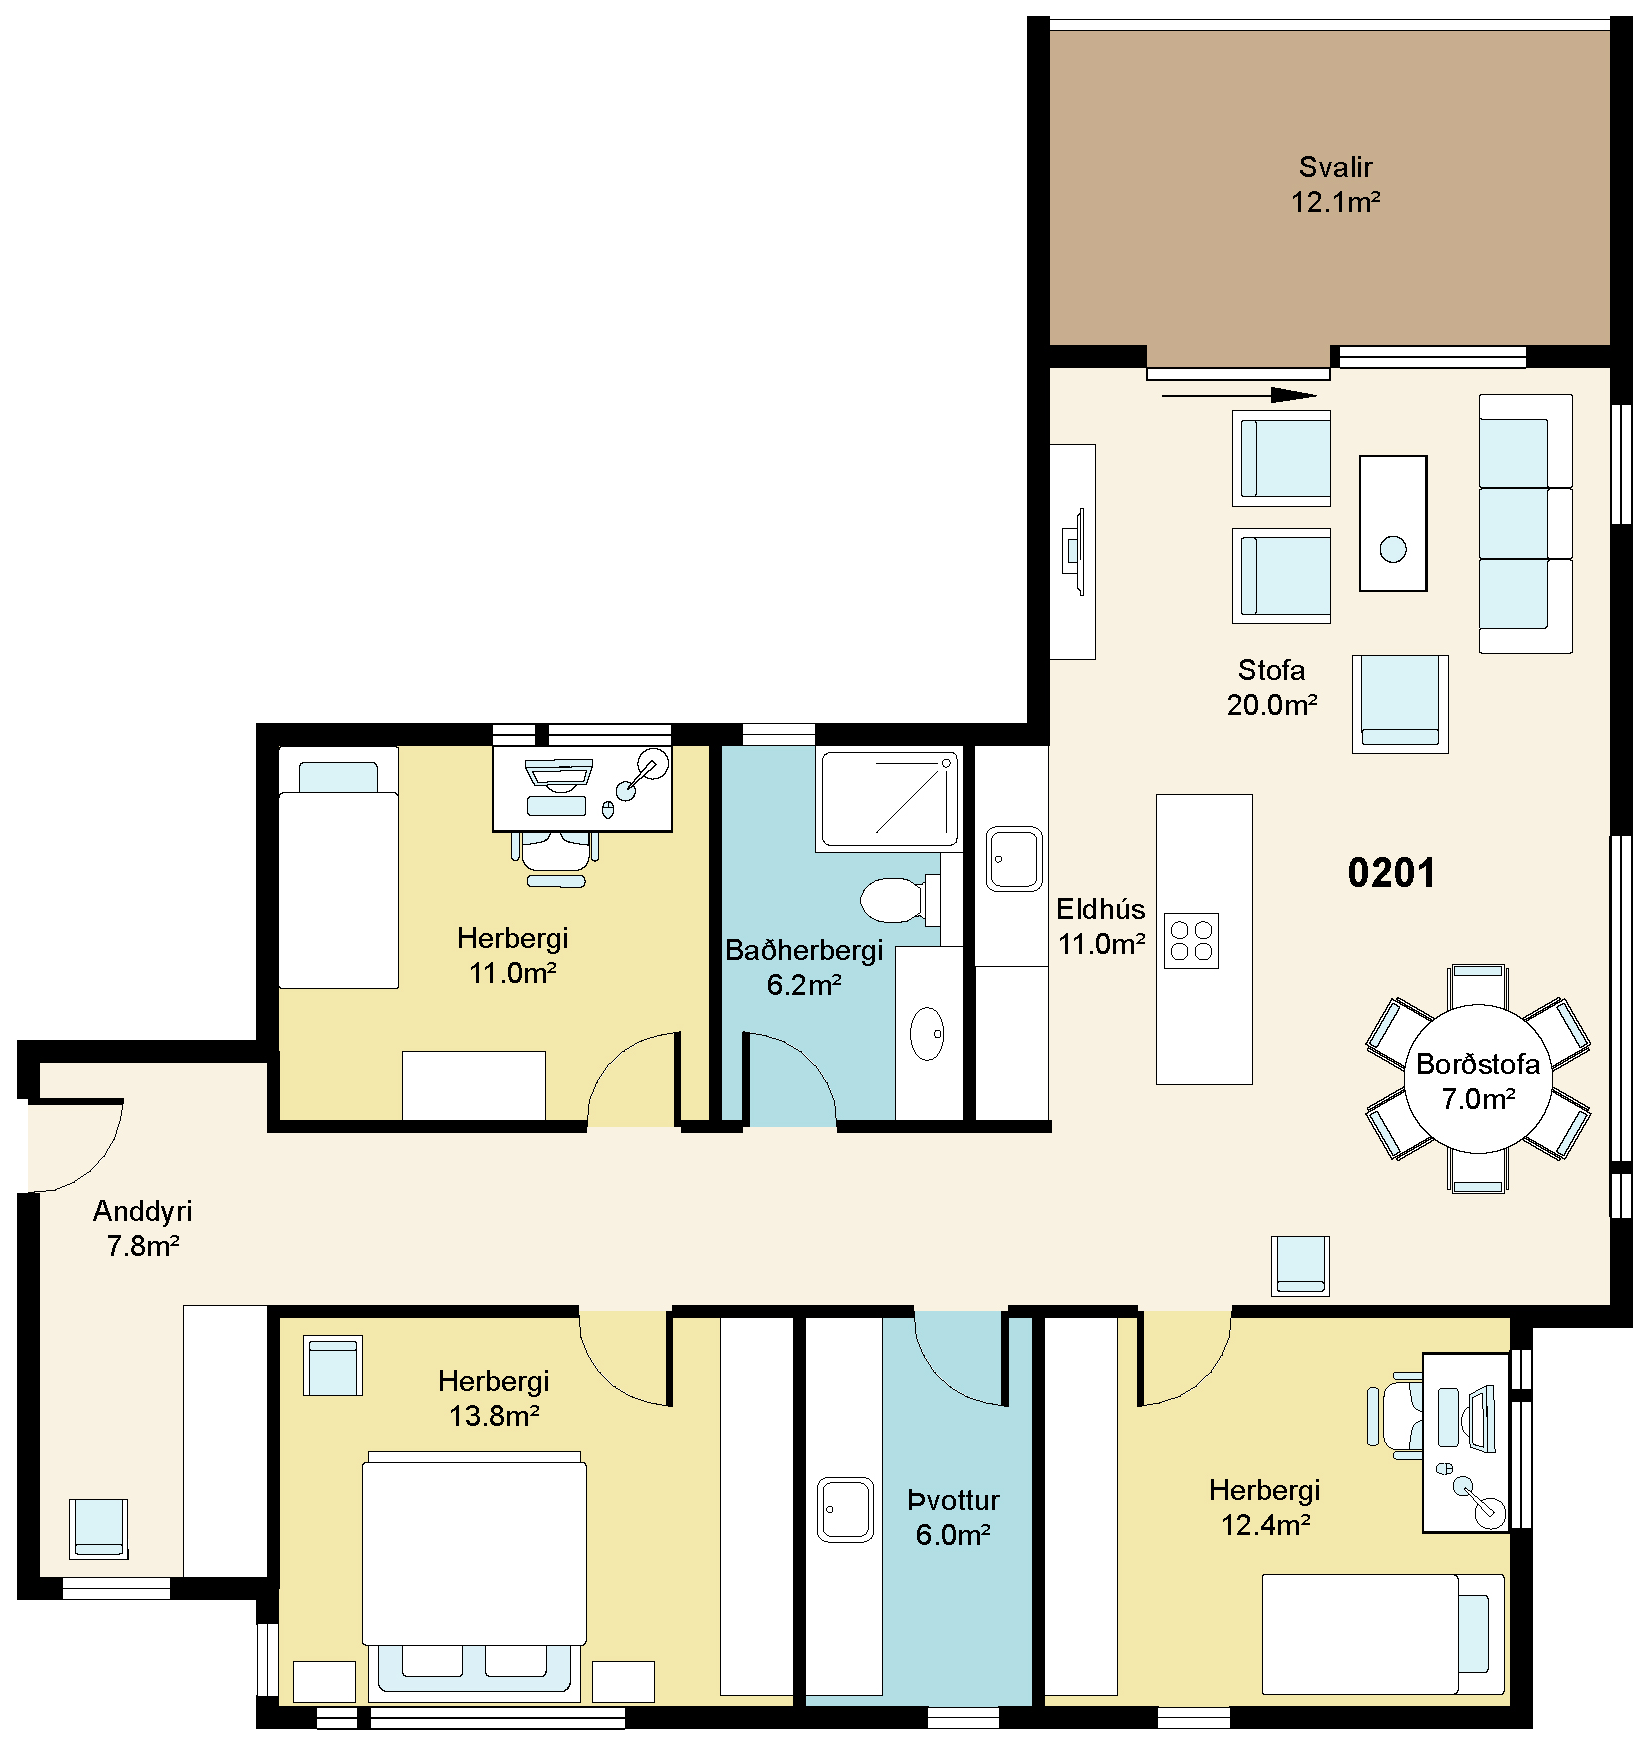 Svalir
12.1m²
Stofa
20.0m²
0201
Eldhús
11.0m²
Herbergi
11.0m²
Baðherbergi
6.2m²
Borðstofa
7.0m²
Anddyri
7.8m²
Herbergi
13.8m²
Þvottur
6.0m²
Herbergi
12.4m²